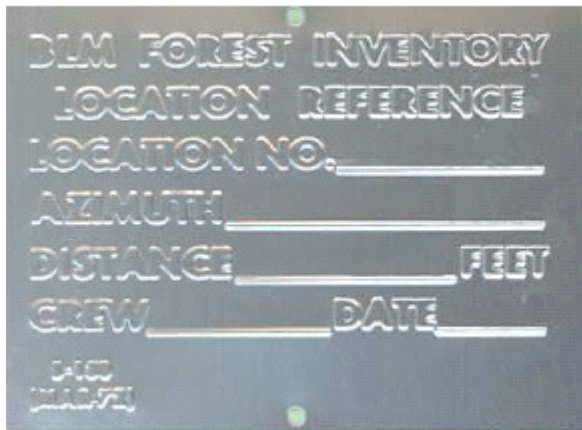 BLM FOREST INVENTORY
LOCATION REFERENCE
LOCATION NO.
AZIMUTH
DISTANCE FEET
CREW DATE